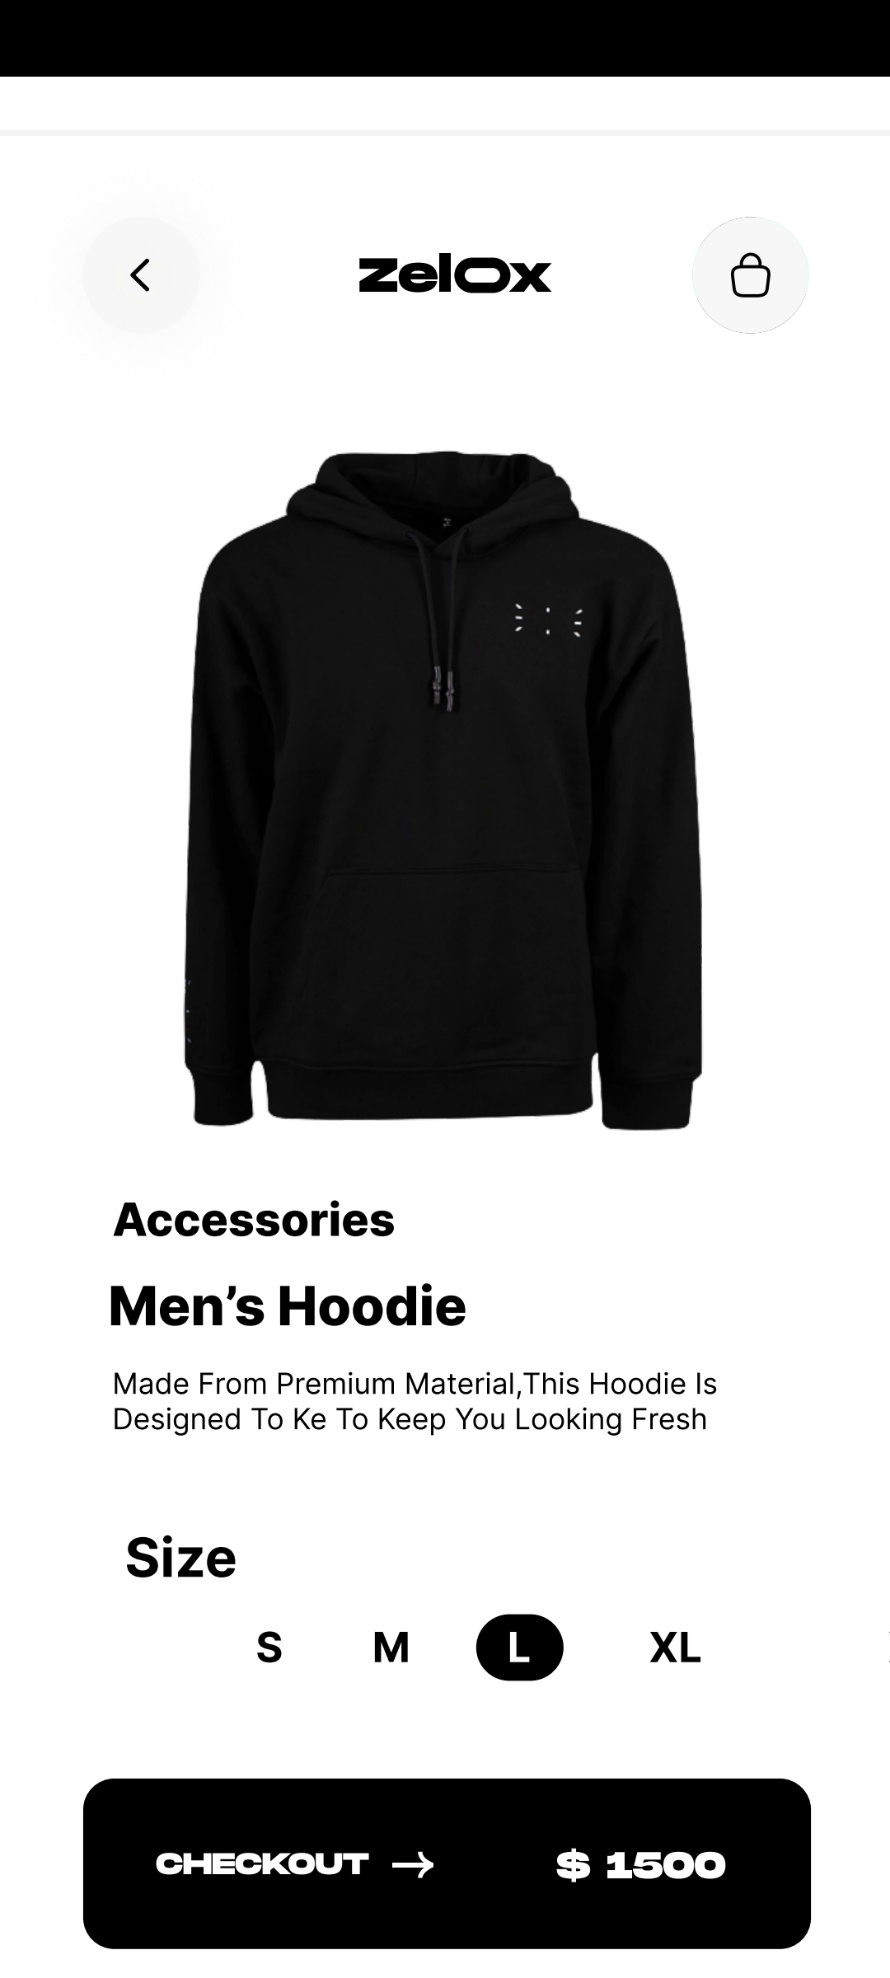 zelOx
Accessories
Men’s Hoodie
Made From Premium Material,This Hoodie Is
Designed To Ke To Keep You Looking Fresh
Size
S M L XL
CHECKOUT → $ 1500